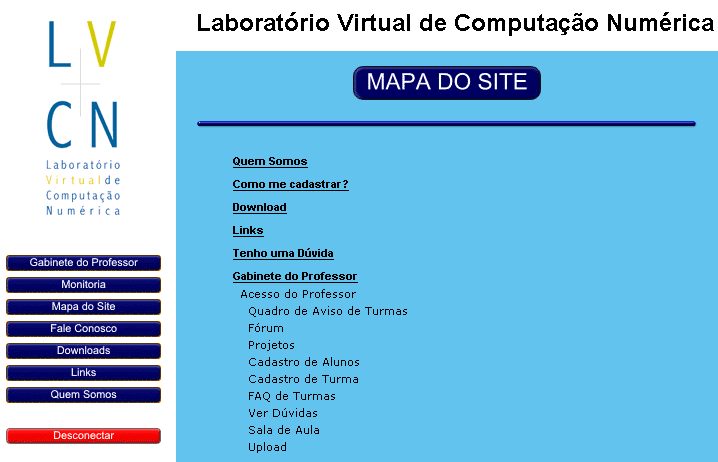 LV
CN
Laboratório
Virtual de
Computação
Numérica
Gabinete do Professor
Monitoria
Mapa do Site
Fale Conosco
Downloads
Links
Quem Somos
Desconectar
Laboratório Virtual de Computação Numérica
MAPA DO SITE
Quem Somos
Como me cadastrar?
Download
Links
Tenho uma Dúvida
Gabinete do Professor
Acesso do Professor
Quadro de Aviso de Turmas
Fórum
Projetos
Cadastro de Alunos
Cadastro de Turma
FAQ de Turmas
Ver Dúvidas
Sala de Aula
Upload